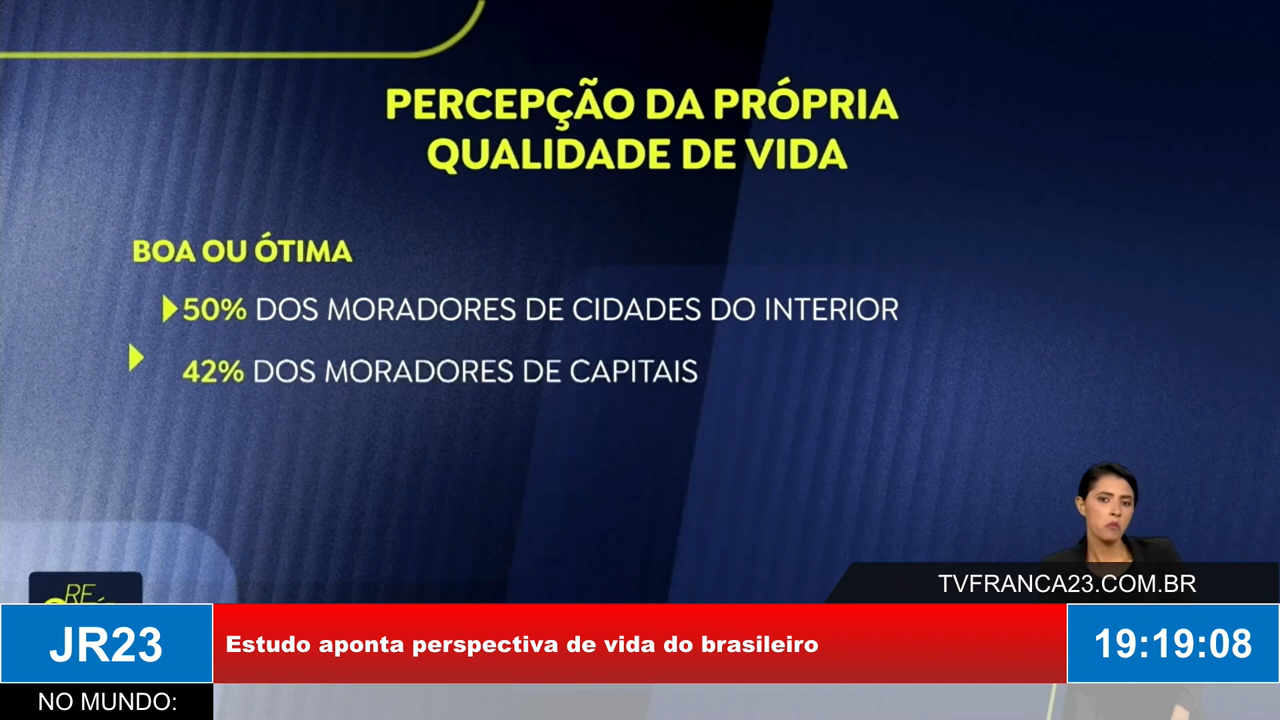 PERCEPÇÃO DA PRÓPRIA
QUALIDADE DE VIDA
BOA OU ÓTIMA
50% DOS MORADORES DE CIDADES DO INTERIOR
42% DOS MORADORES DE CAPITAIS
RE
TVFRANCA23.COM.BR
JR23
Estudo aponta perspectiva de vida do brasileiro
19:19:08
NO MUNDO: